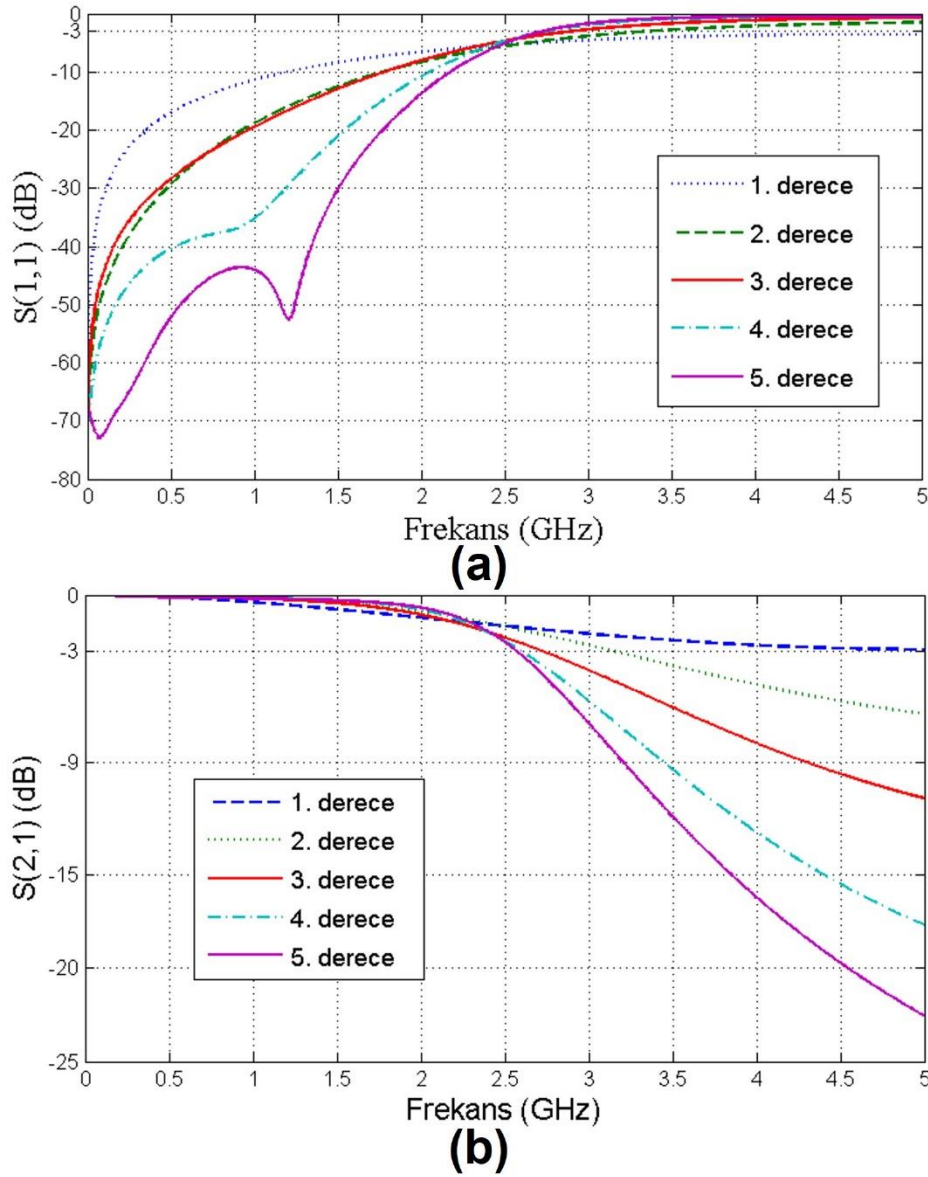 S(1,1) (dB)
0
-3
-10
-20
-30
-40
-50
-60
-70
-80
1. derece
2. derece
3. derece
4. derece
5. derece
0 0.5 1 1.5 2 2.5 3 3.5 4 4.5 5
Frekans (GHz)
(a)
S(2,1) (dB)
0
-3
-9
-15
-20
-25
1. derece
2. derece
3. derece
4. derece
5. derece
0 0.5 1 1.5 2 2.5 3 3.5 4 4.5 5
Frekans (GHz)
(b)